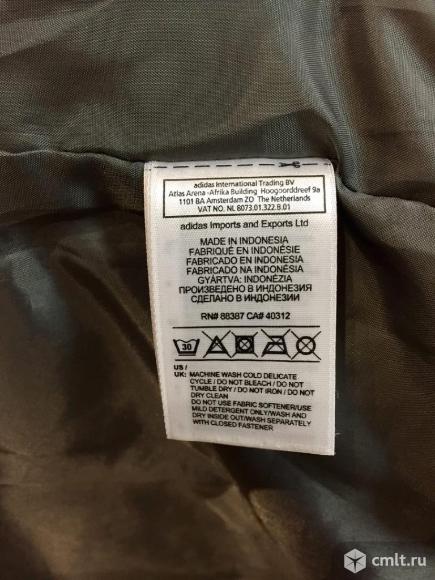 adidas International Trading BV
Atlas Arena -Afrika Building Hoogoorddreef 9a
1101 BA Amsterdam ZO The Netherlands
VAT NO. NL 8073.01.322.B.01
adidas Imports and Exports Ltd
MADE IN INDONESIA
FABRIQUÉ EN INDONÉSIE
FABRICADO EN INDONESIA
FABRICADO NA INDONÉSIA
GYÁRTVA: INDONÉZIA
ПРОИЗВЕДЕНО В ИНДОНЕЗИЯ
СДЕЛАНО В ИНДОНЕЗИИ
RN# 88387 CA# 40312
30
US /
UK: MACHINE WASH COLD DELICATE
CYCLE / DO NOT BLEACH / DO NOT
TUMBLE DRY / DO NOT IRON / DO NOT
DRY CLEAN
DO NOT USE FABRIC SOFTENER/USE
MILD DETERGENT ONLY/WASH AND
DRY INSIDE OUT/WASH SEPARATELY
WITH CLOSED FASTENER
cmlt.ru